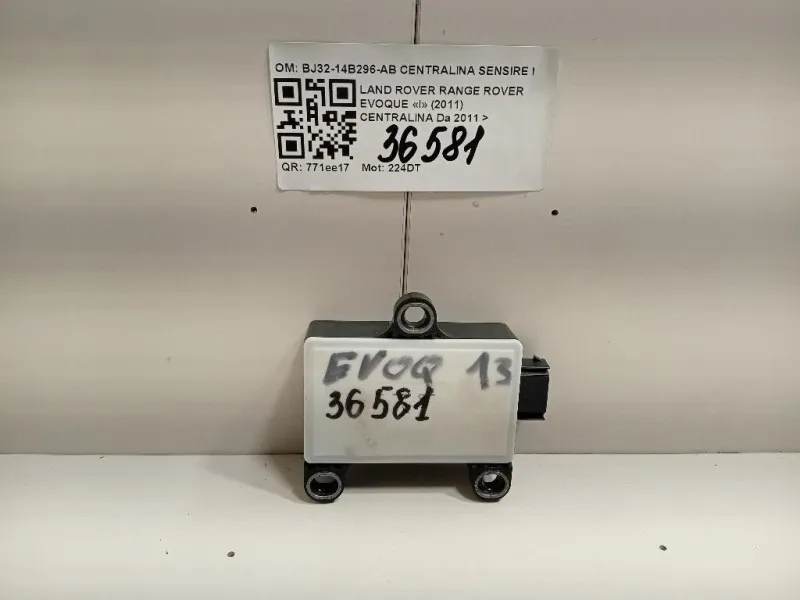 OM: BJ32-14B296-AB CENTRALINA SENSIRE I
LAND ROVER RANGE ROVER
EVOQUE «I» (2011)
CENTRALINA Da 2011 >
36581
QR: 771ee17 Mot: 224DT
EVOQ 13
36581